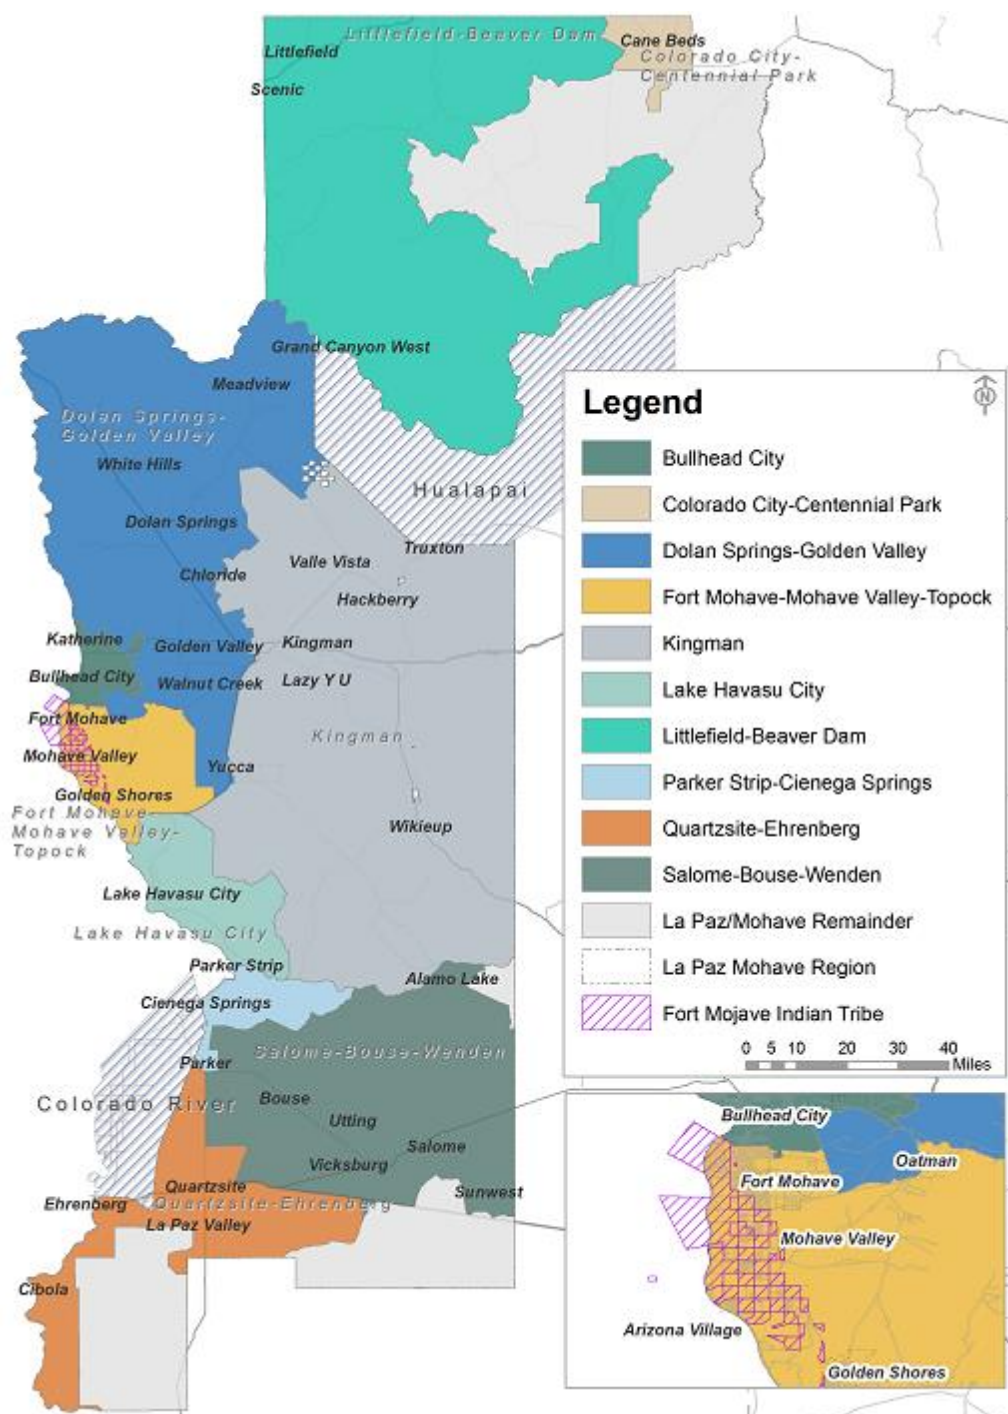 Littlefield-Beaver Dam
Littlefield
Cane Beds
Colorado City-
Centennial Park
Scenic
Grand Canyon West
Meadview
Dolan Springs-
Golden Valley
White Hills
Hualapai
Dolan Springs
Truxton
Valle Vista
Chloride
Hackberry
Katherine
Golden Valley
Kingman
Bullhead City
Walnut Creek
Lazy Y U
Fort Mohave
Kingman
Mohave Valley
Yucca
Golden Shores
Fort Mohave-
Mohave Valley-
Topock
Wikieup
Lake Havasu City
Lake Havasu City
Parker Strip
Alamo Lake
Cienega Springs
Salome-Bouse-Wenden
Parker
Colorado River
Bouse
Utting
Salome
Vicksburg
Quartzsite
Sunwest
Ehrenberg
Quartzsite-Ehrenberg
La Paz Valley
Cibola
Legend
N
Bullhead City
Colorado City-Centennial Park
Dolan Springs-Golden Valley
Fort Mohave-Mohave Valley-Topock
Kingman
Lake Havasu City
Littlefield-Beaver Dam
Parker Strip-Cienega Springs
Quartzsite-Ehrenberg
Salome-Bouse-Wenden
La Paz/Mohave Remainder
La Paz Mohave Region
Fort Mojave Indian Tribe
0 5 10 20 30 40
Miles
Bullhead City
Oatman
Fort Mohave
Mohave Valley
Arizona Village
Golden Shores